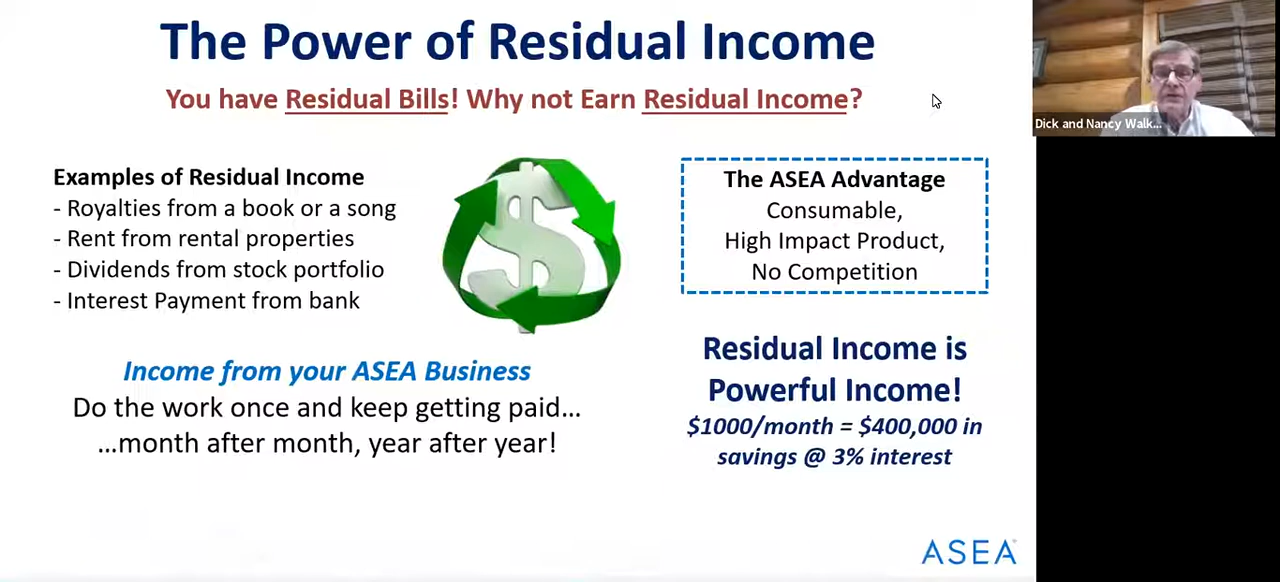 The Power of Residual Income
You have Residual Bills! Why not Earn Residual Income?
Examples of Residual Income
- Royalties from a book or a song
- Rent from rental properties
- Dividends from stock portfolio
- Interest Payment from bank
$
The ASEA Advantage
Consumable,
High Impact Product,
No Competition
Income from your ASEA Business
Do the work once and keep getting paid…
…month after month, year after year!
Residual Income is
Powerful Income!
$1000/month = $400,000 in
savings @ 3% interest
ASEA
Dick and Nancy Walk...